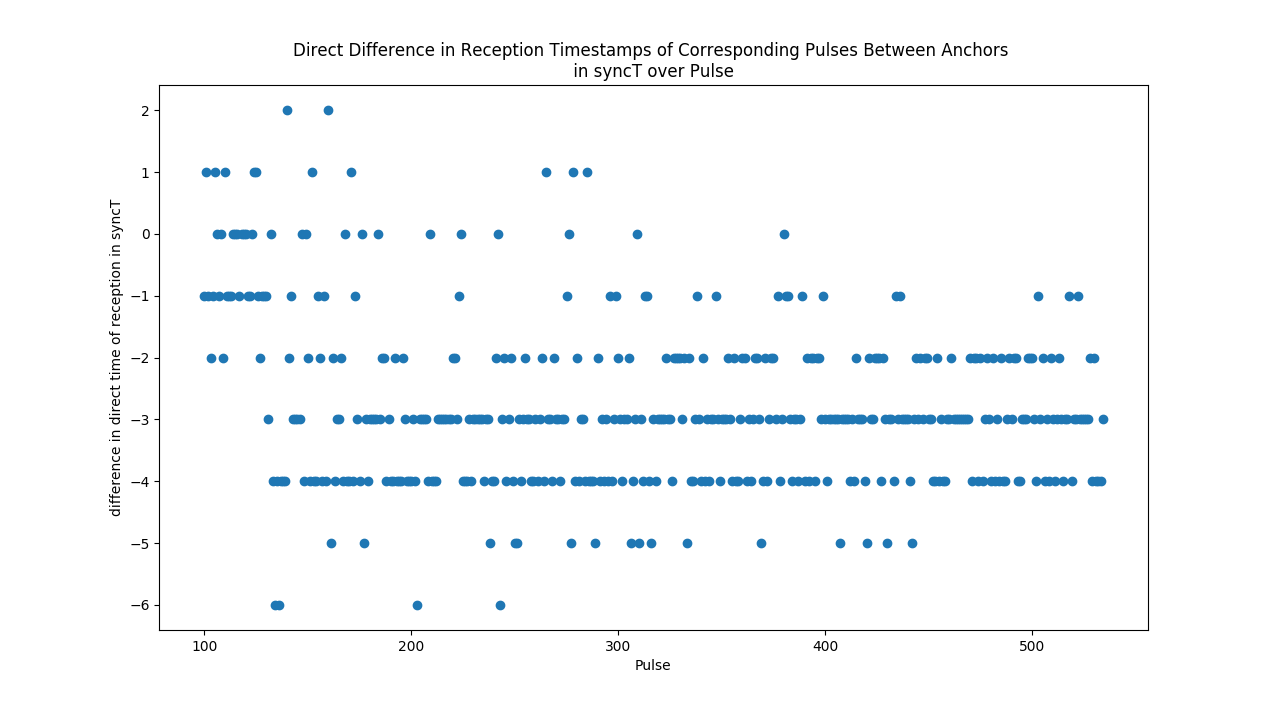 Direct Difference in Reception Timestamps of Corresponding Pulses Between Anchors
in syncT over Pulse
difference in direct time of reception in syncT
2
1
0
−1
−2
−3
−4
−5
−6
100 200 300 400 500
Pulse